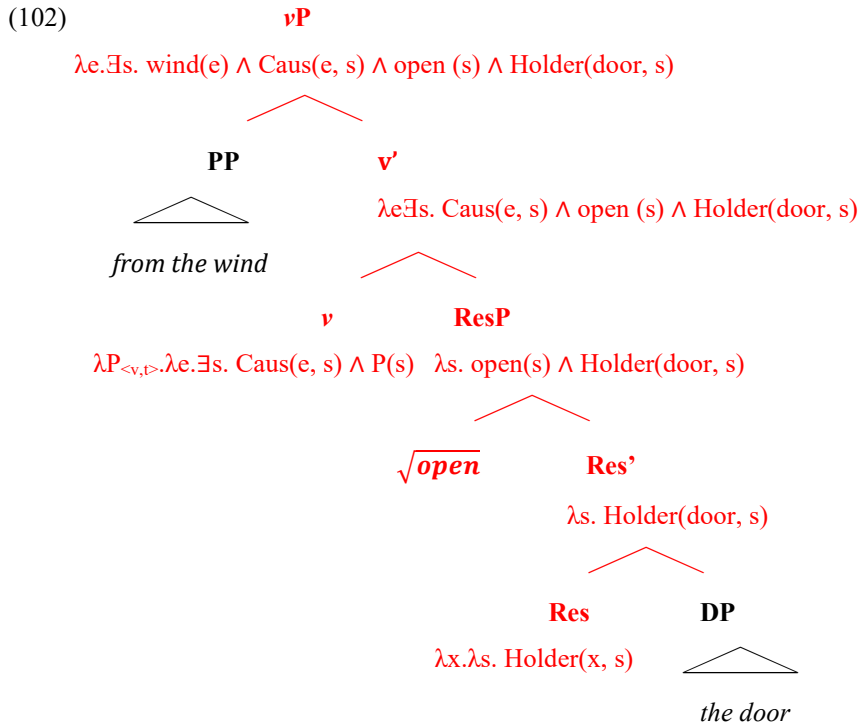 (102) vP
λe.∃s. wind(e) ∧ Caus(e, s) ∧ open (s) ∧ Holder(door, s)
PP v’
λe∃s. Caus(e, s) ∧ open (s) ∧ Holder(door, s)
from the wind
v ResP
λP<v,t>.λe.∃s. Caus(e, s) ∧ P(s) λs. open(s) ∧ Holder(door, s)
√open Res’
λs. Holder(door, s)
Res DP
λx.λs. Holder(x, s)
the door